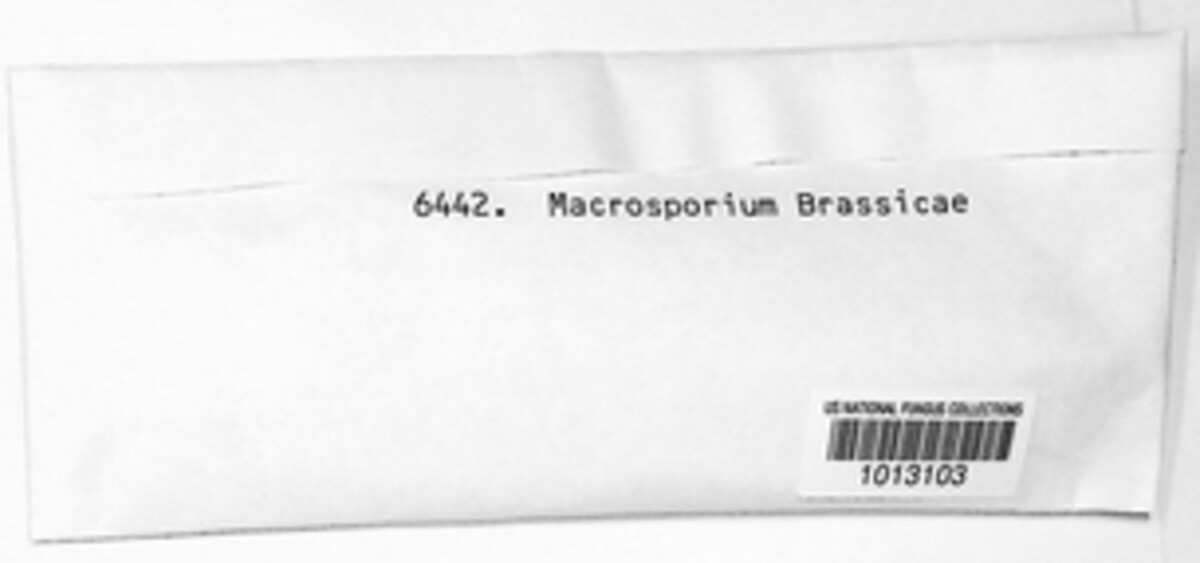 6442. Macrosporium Brassicae
US NATIONAL FUNGUS COLLECTIONS
1013103